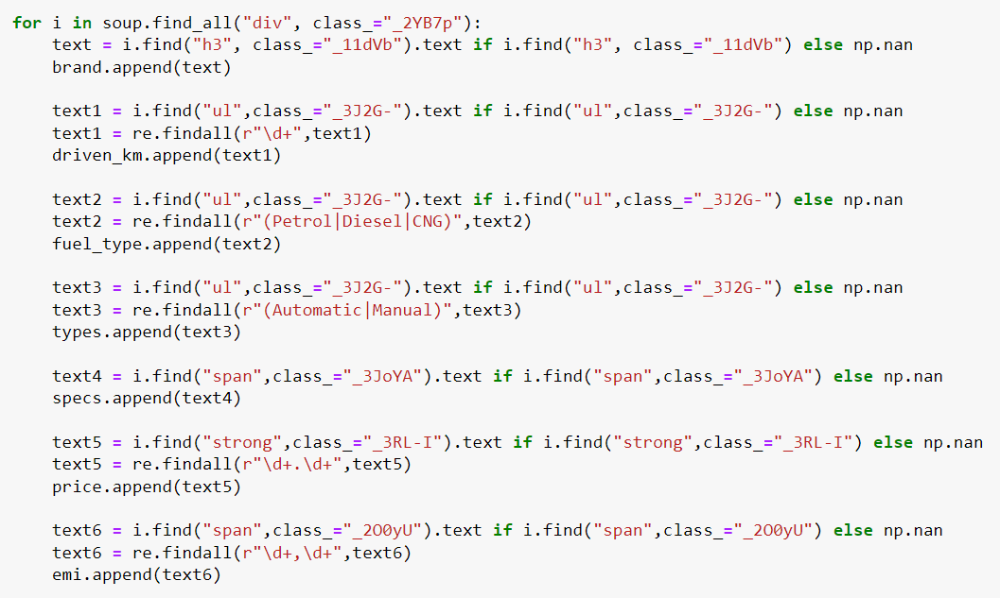 for i in soup.find_all("div", class_="_2YB7p"):
    text = i.find("h3", class_="_11dVb").text if i.find("h3", class_="_11dVb") else np.nan
    brand.append(text)

    text1 = i.find("ul",class_="_3J2G-").text if i.find("ul",class_="_3J2G-") else np.nan
    text1 = re.findall(r"\d+",text1)
    driven_km.append(text1)

    text2 = i.find("ul",class_="_3J2G-").text if i.find("ul",class_="_3J2G-") else np.nan
    text2 = re.findall(r"(Petrol|Diesel|CNG)",text2)
    fuel_type.append(text2)

    text3 = i.find("ul",class_="_3J2G-").text if i.find("ul",class_="_3J2G-") else np.nan
    text3 = re.findall(r"(Automatic|Manual)",text3)
    types.append(text3)

    text4 = i.find("span",class_="_3JoYA").text if i.find("span",class_="_3JoYA") else np.nan
    specs.append(text4)

    text5 = i.find("strong",class_="_3RL-I").text if i.find("strong",class_="_3RL-I") else np.nan
    text5 = re.findall(r"\d+.\d+",text5)
    price.append(text5)

    text6 = i.find("span",class_="_2O0yU").text if i.find("span",class_="_2O0yU") else np.nan
    text6 = re.findall(r"\d+,\d+",text6)
    emi.append(text6)